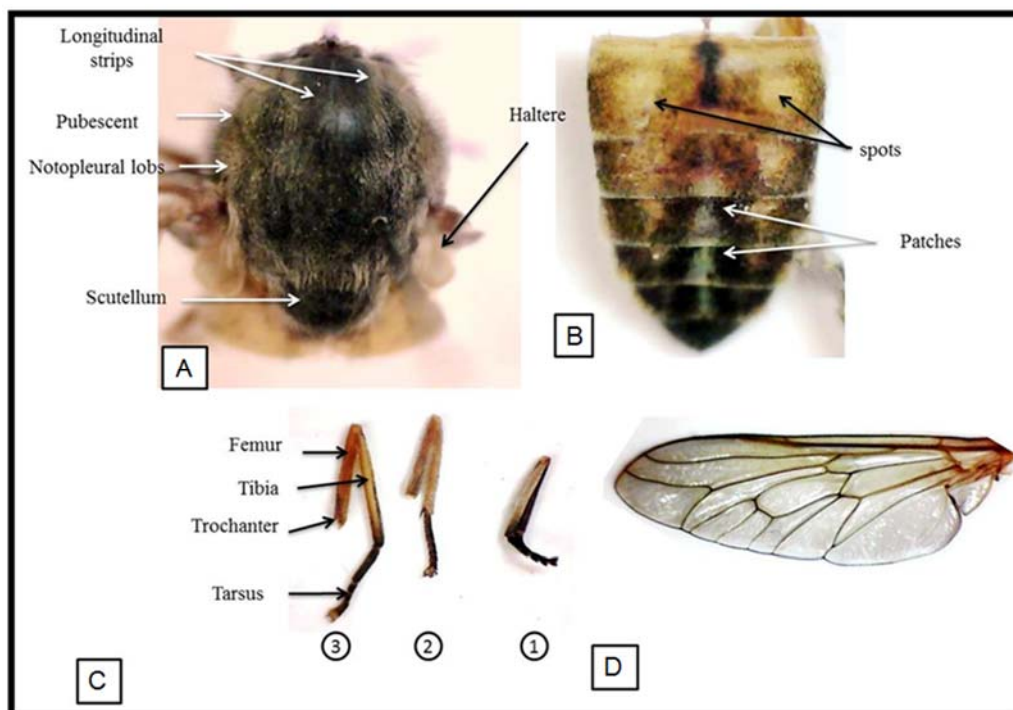 Longitudinal
strips
Pubescent
Notopleural lobs
Haltere
Scutellum
A
spots
Patches
B
Femur
Tibia
Trochanter
Tarsus
3
2
1
C
D